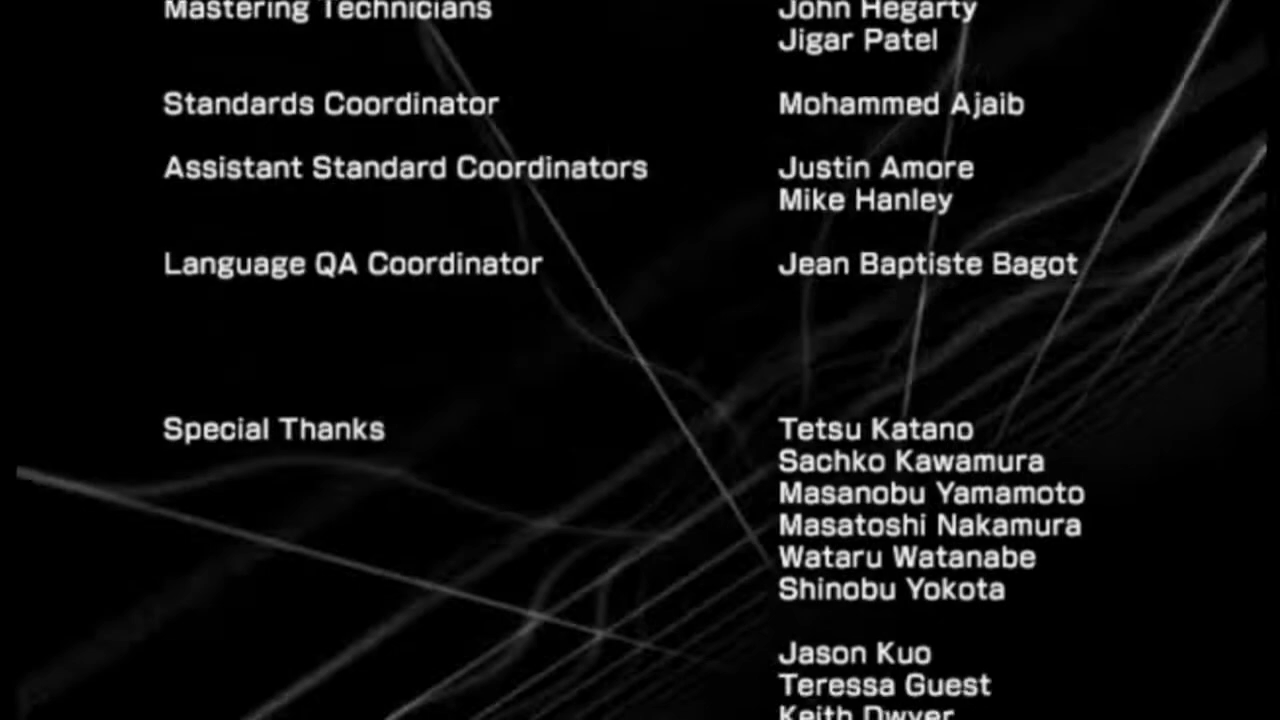 Mastering Technicians John Hegarty
Jigar Patel
Standards Coordinator Mohammed Ajaib
Assistant Standard Coordinators Justin Amore
Mike Hanley
Language QA Coordinator Jean Baptiste Bagot
Special Thanks Tetsu Katano
Sachko Kawamura
Masanobu Yamamoto
Masatoshi Nakamura
Wataru Watanabe
Shinobu Yokota
Jason Kuo
Teressa Guest
Keith Dwyer